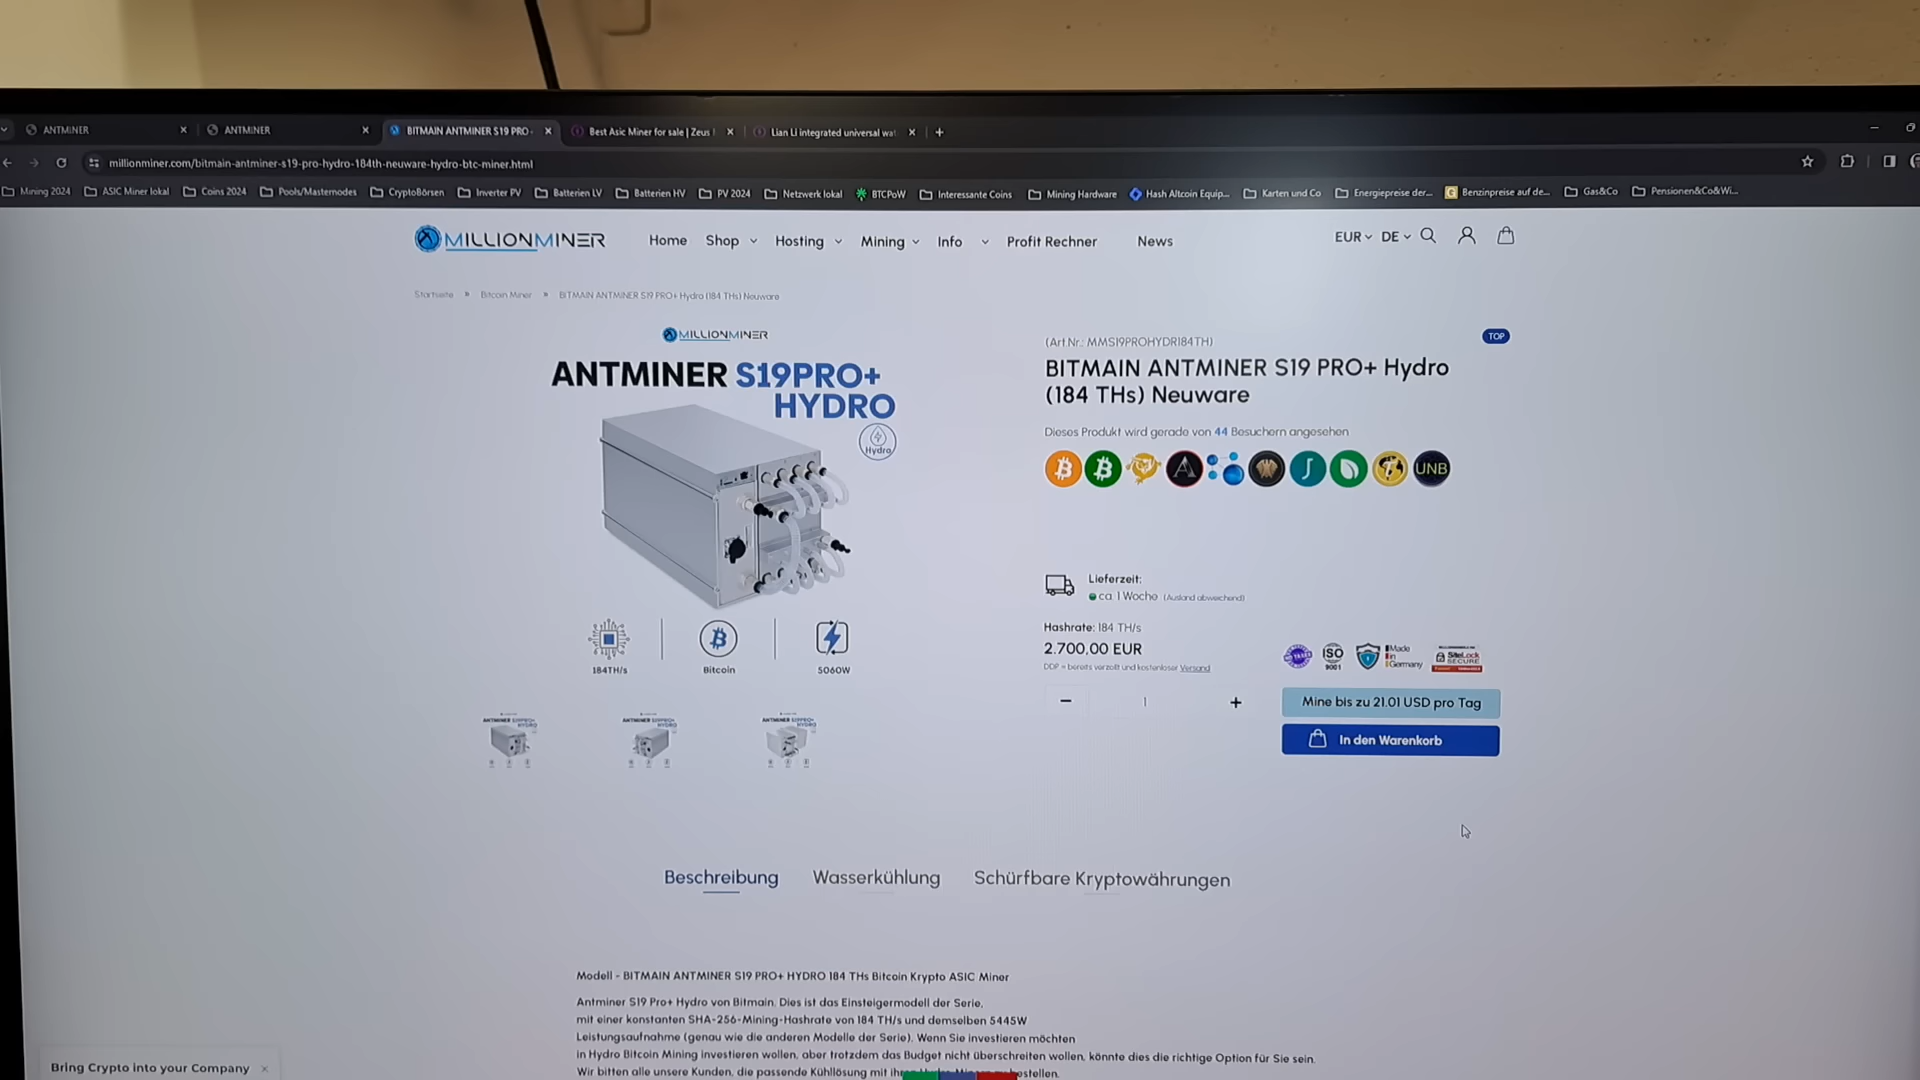 ANTMINER
ANTMINER
BITMAIN ANTMINER S19 PRO+
Best Asic Miner for sale | Zeus
Lian Li integrated universal wa
millionminer.com/bitmain-antminer-s19-pro-hydro-184th-neuware-hydro-btc-miner.html
Mining 2024
ASIC Miner lokal
Coins 2024
Pools/Masternodes
CryptoBörsen
Inverter PV
Batterien LV
Batterien HV
PV 2024
Netzwerk lokal
BTCPoW
Interessante Coins
Mining Hardware
Hash Altcoin Equip...
Karten und Co
Energiepreise der...
Benzinpreise auf de...
Gas&Co
Pensionen&Co&Wi...
MILLIONMINER
Home
Shop
Hosting
Mining
Info
Profit Rechner
News
EUR
DE
Startseite » Bitcoin Miner » BITMAIN ANTMINER S19 PRO+ Hydro (184 THs) Neuware
MILLIONMINER
ANTMINER S19PRO+
HYDRO
Hydro
184TH/s
Bitcoin
5060W
(Art.Nr.: MMS19PROHYDR184TH)
TOP
BITMAIN ANTMINER S19 PRO+ Hydro
(184 THs) Neuware
Dieses Produkt wird gerade von 44 Besuchern angesehen
UNB
Lieferzeit:
ca. 1 Woche (Ausland abweichend)
Hashrate: 184 TH/s
2.700,00 EUR
DDP = bereits verzollt und kostenloser Versand
ISO
9001
Made
in
Germany
SiteLock
SECURE
− 1 +
Mine bis zu 21.01 USD pro Tag
In den Warenkorb
Beschreibung
Wasserkühlung
Schürfbare Kryptowährungen
Modell - BITMAIN ANTMINER S19 PRO+ HYDRO 184 THs Bitcoin Krypto ASIC Miner
Antminer S19 Pro+ Hydro von Bitmain. Dies ist das Einsteigermodell der Serie,
mit einer konstanten SHA-256-Mining-Hashrate von 184 TH/s und demselben 5445W
Leistungsaufnahme (genau wie die anderen Modelle der Serie). Wenn Sie investieren möchten
in Hydro Bitcoin Mining investieren wollen, aber trotzdem das Budget nicht überschreiten wollen, könnte dies die richtige Option für Sie sein.
Wir bitten alle unsere Kunden, die passende Kühllösung mit
Bring Crypto into your Company